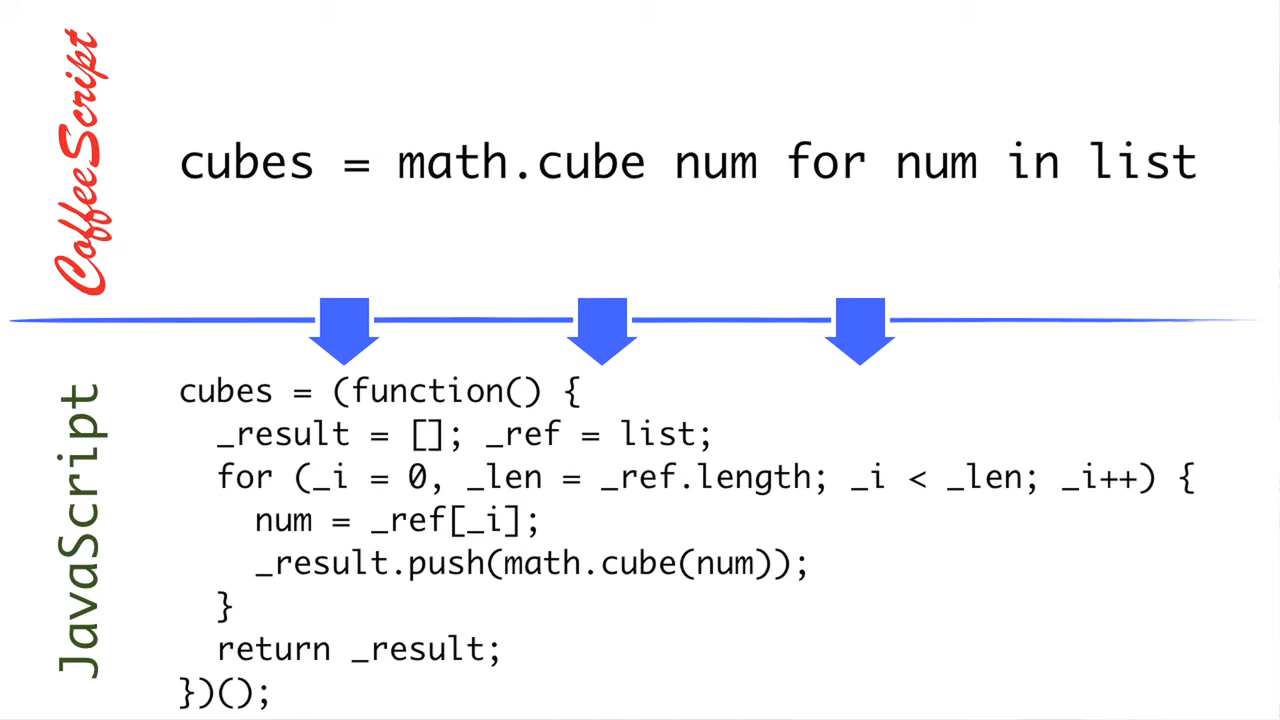 CoffeeScript
cubes = math.cube num for num in list
JavaScript
cubes = (function() {
  _result = []; _ref = list;
  for (_i = 0, _len = _ref.length; _i < _len; _i++) {
    num = _ref[_i];
    _result.push(math.cube(num));
  }
  return _result;
})();